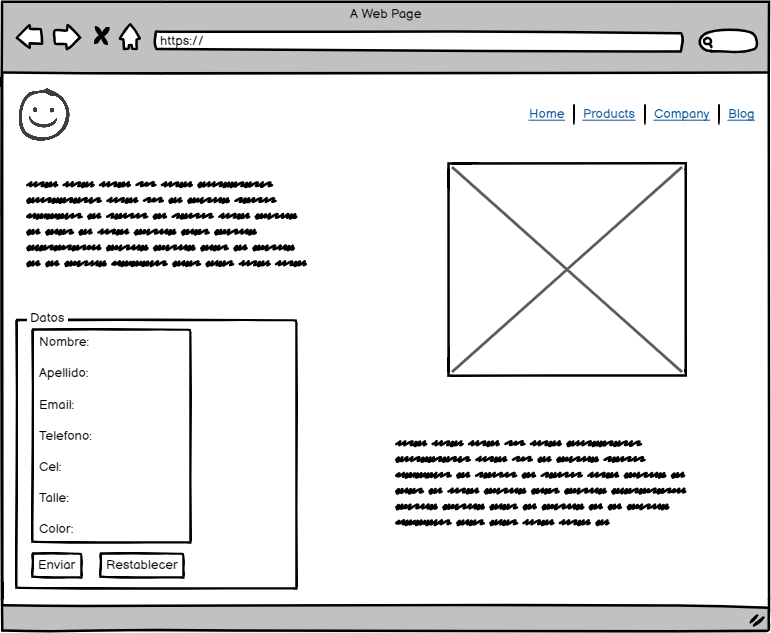 A Web Page
https://
Home Products Company Blog
Datos
Nombre:
Apellido:
Email:
Telefono:
Cel:
Talle:
Color:
Enviar Restablecer